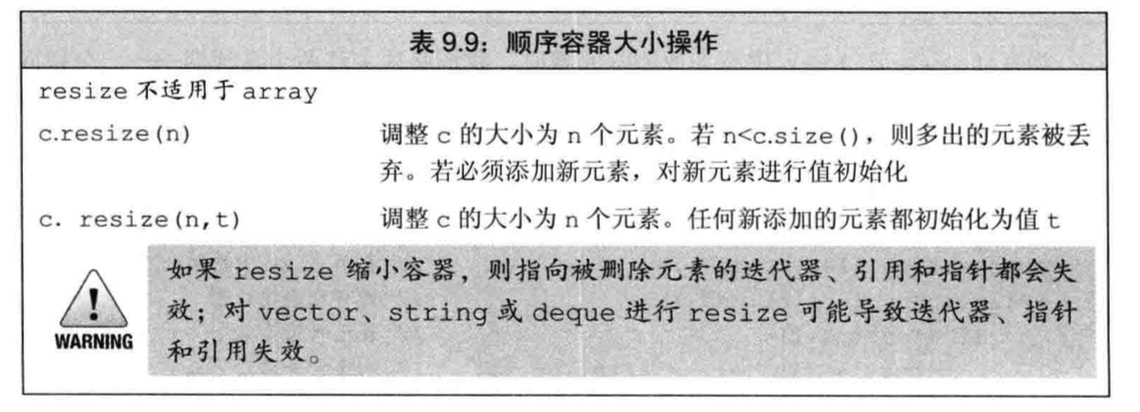 表 9.9：顺序容器大小操作
resize 不适用于 array
c.resize(n) 调整 c 的大小为 n 个元素。若 n<c.size()，则多出的元素被丢
弃。若必须添加新元素，对新元素进行值初始化
c. resize(n,t) 调整 c 的大小为 n 个元素。任何新添加的元素都初始化为值 t
如果 resize 缩小容器，则指向被删除元素的迭代器、引用和指针都会失
效；对 vector、string 或 deque 进行 resize 可能导致迭代器、指针
和引用失效。
WARNING